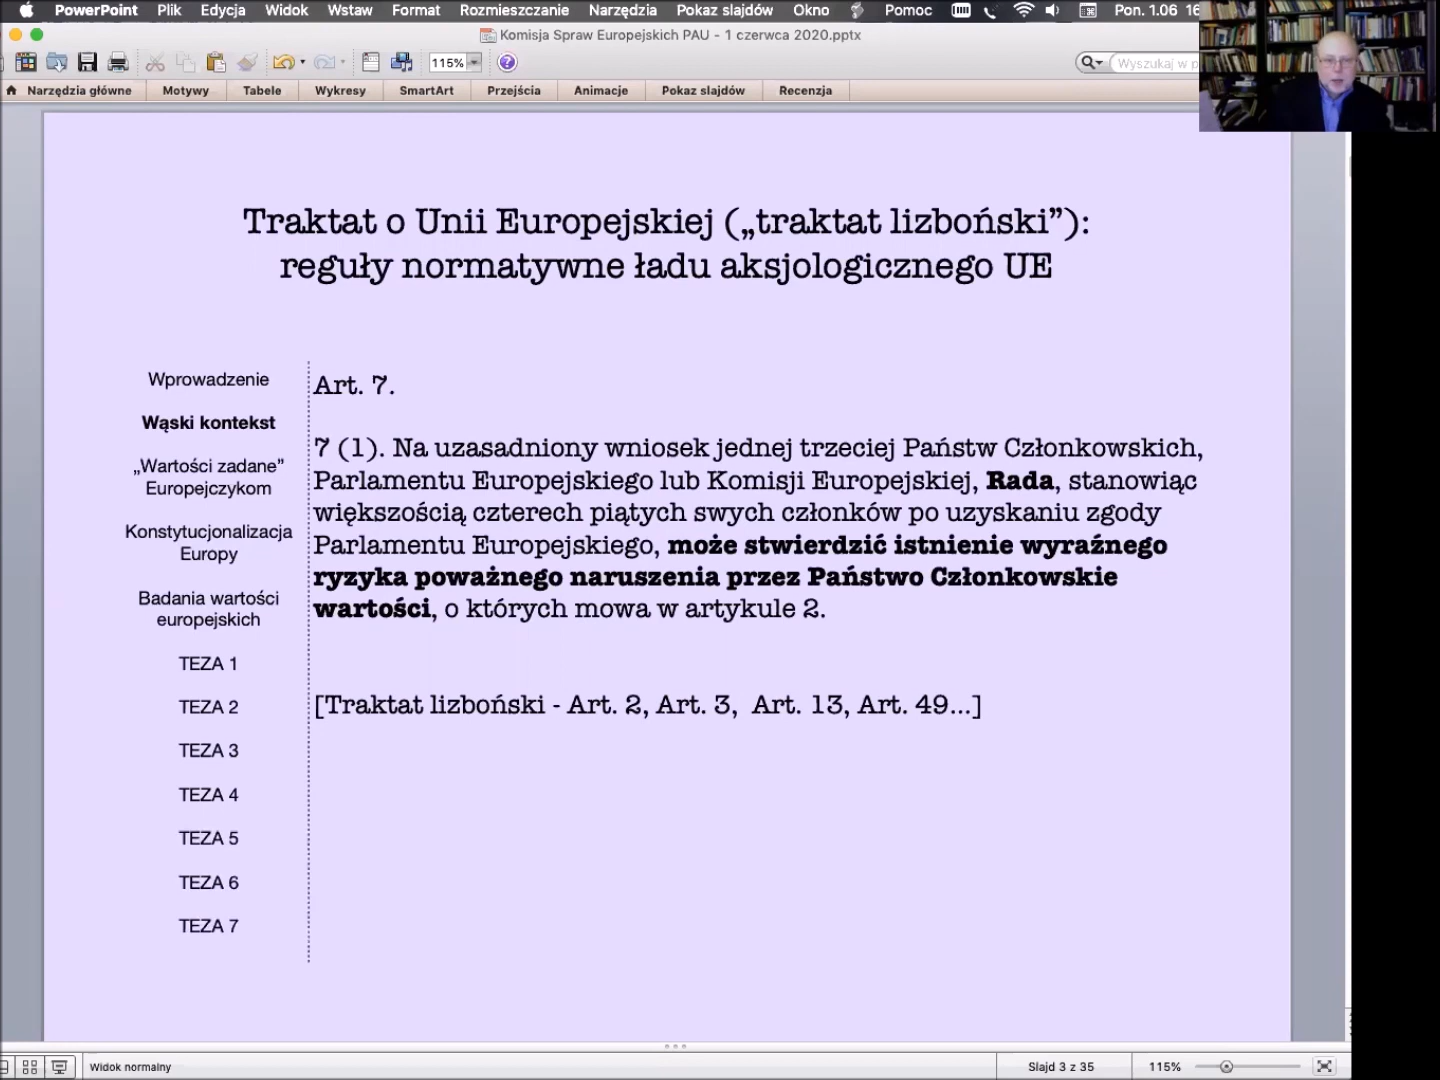 PowerPoint Plik Edycja Widok Wstaw Format Rozmieszczanie Narzędzia Pokaz slajdów Okno Pomoc Pon. 1.06 16
Komisja Spraw Europejskich PAU - 1 czerwca 2020.pptx
115%
Wyszukaj w p
Narzędzia główne Motywy Tabele Wykresy SmartArt Przejścia Animacje Pokaz slajdów Recenzja
Traktat o Unii Europejskiej („traktat lizboński”):
reguły normatywne ładu aksjologicznego UE
Wprowadzenie
Wąski kontekst
„Wartości zadane”
Europejczykom
Konstytucjonalizacja
Europy
Badania wartości
europejskich
TEZA 1
TEZA 2
TEZA 3
TEZA 4
TEZA 5
TEZA 6
TEZA 7
Art. 7.
7 (1). Na uzasadniony wniosek jednej trzeciej Państw Członkowskich,
Parlamentu Europejskiego lub Komisji Europejskiej, Rada, stanowiąc
większością czterech piątych swych członków po uzyskaniu zgody
Parlamentu Europejskiego, może stwierdzić istnienie wyraźnego
ryzyka poważnego naruszenia przez Państwo Członkowskie
wartości, o których mowa w artykule 2.
[Traktat lizboński - Art. 2, Art. 3, Art. 13, Art. 49...]
Widok normalny Slajd 3 z 35 115%